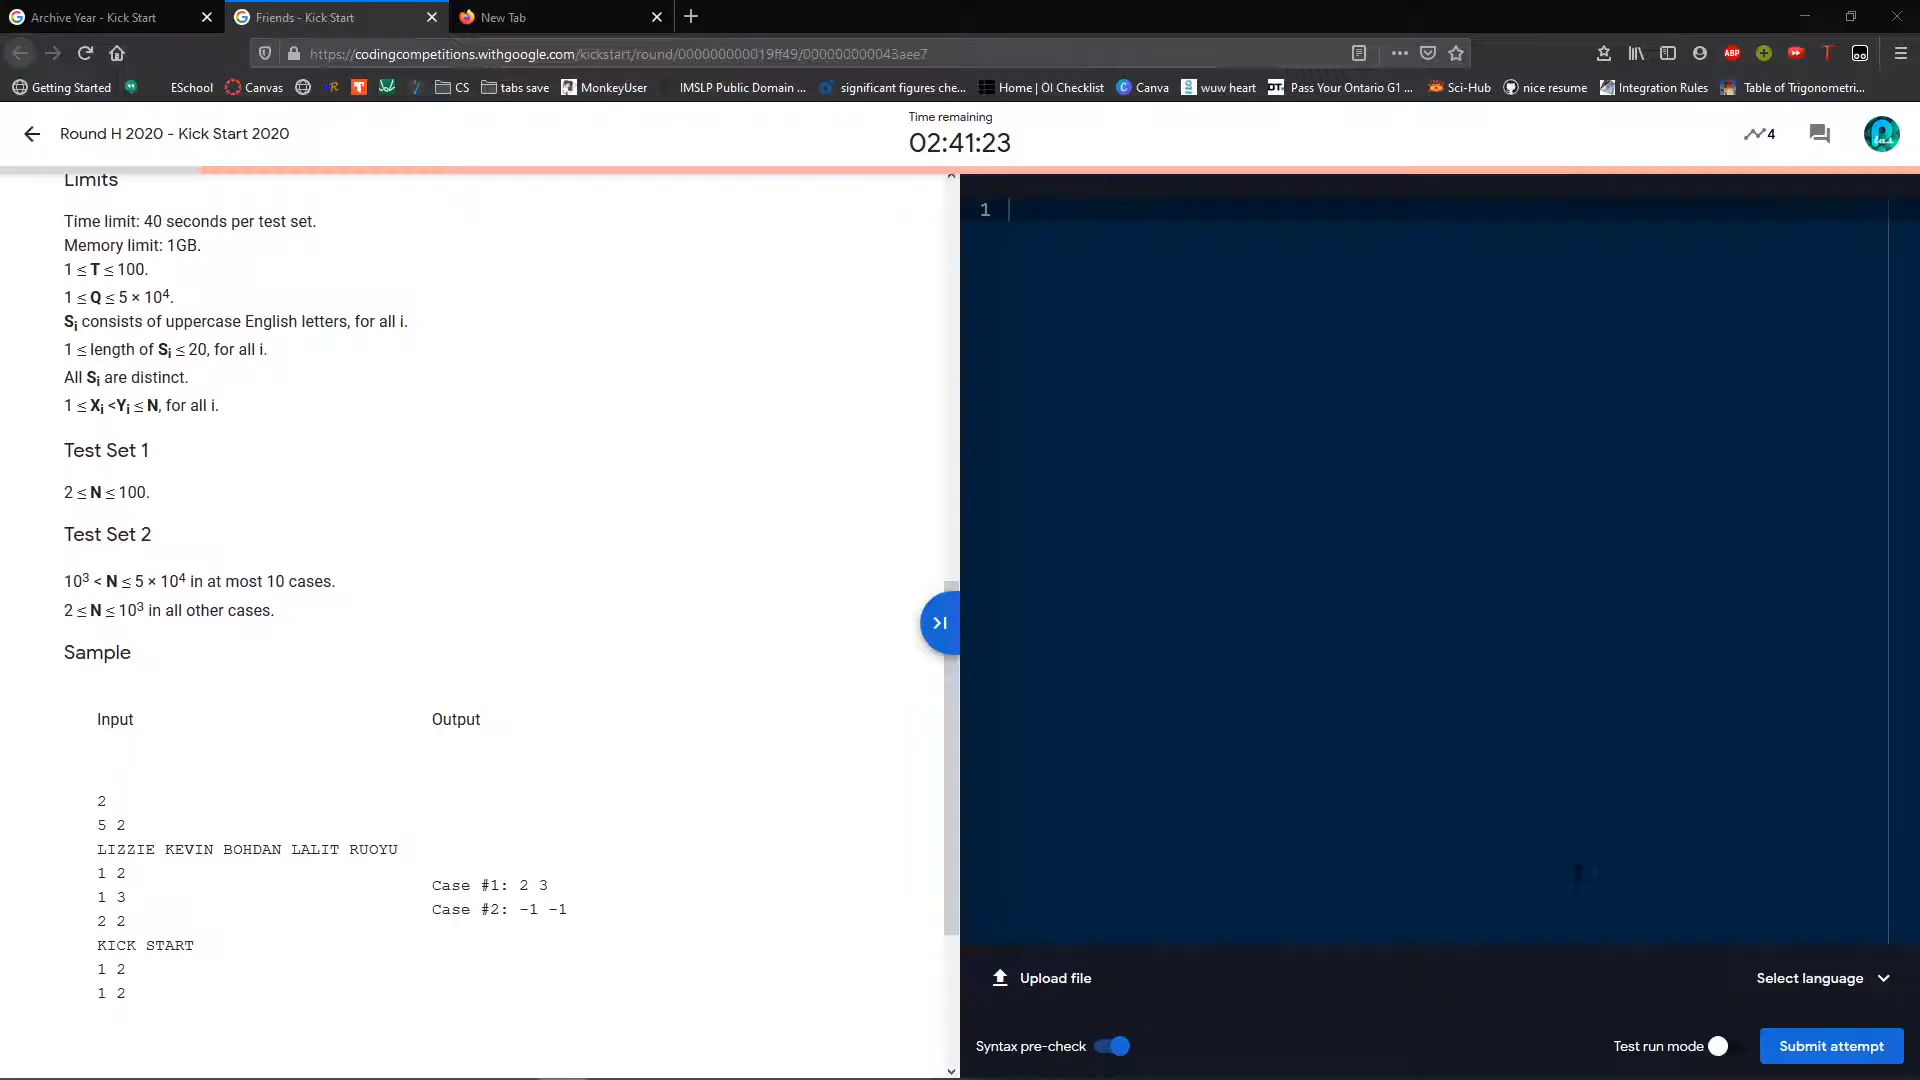 Archive Year - Kick Start
Friends - Kick Start
New Tab
https://codingcompetitions.withgoogle.com/kickstart/round/000000000019ff49/000000000043aee7
ABP
Getting Started
ESchool
Canvas
CS
tabs save
MonkeyUser
IMSLP Public Domain ...
significant figures che...
Home | OI Checklist
Canva
wuw heart
Pass Your Ontario G1 ...
Sci-Hub
nice resume
Integration Rules
Table of Trigonometri...
Round H 2020 - Kick Start 2020
Time remaining
02:41:23
4
Limits
Time limit: 40 seconds per test set.
Memory limit: 1GB.
1 ≤ T ≤ 100.
1 ≤ Q ≤ 5 × 10⁴.
Sᵢ consists of uppercase English letters, for all i.
1 ≤ length of Sᵢ ≤ 20, for all i.
All Sᵢ are distinct.
1 ≤ Xᵢ <Yᵢ ≤ N, for all i.
Test Set 1
2 ≤ N ≤ 100.
Test Set 2
10³ < N ≤ 5 × 10⁴ in at most 10 cases.
2 ≤ N ≤ 10³ in all other cases.
Sample
Input
Output
2
5 2
LIZZIE KEVIN BOHDAN LALIT RUOYU
1 2
1 3
2 2
KICK START
1 2
1 2
Case #1: 2 3
Case #2: -1 -1
1
Upload file
Select language
Syntax pre-check
Test run mode
Submit attempt